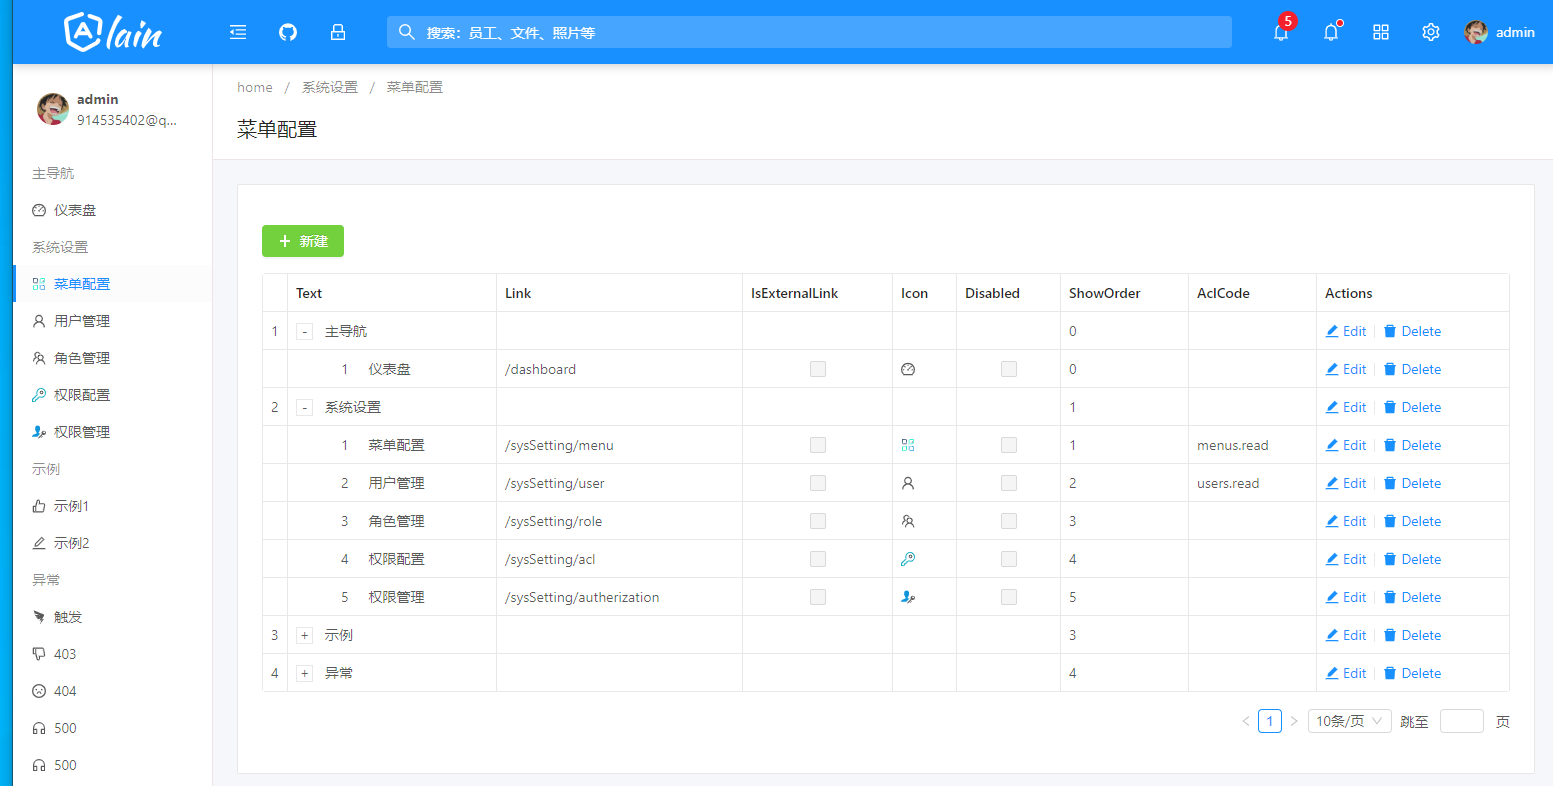 Alain
搜索：员工、文件、照片等
5
admin
admin
914535402@q...
主导航
仪表盘
系统设置
菜单配置
用户管理
角色管理
权限配置
权限管理
示例
示例1
示例2
异常
触发
403
404
500
500
home / 系统设置 / 菜单配置
菜单配置
+ 新建
Text Link IsExternalLink Icon Disabled ShowOrder AclCode Actions
1 - 主导航 0 Edit Delete
1 仪表盘 /dashboard 0 Edit Delete
2 - 系统设置 1 Edit Delete
1 菜单配置 /sysSetting/menu 1 menus.read Edit Delete
2 用户管理 /sysSetting/user 2 users.read Edit Delete
3 角色管理 /sysSetting/role 3 Edit Delete
4 权限配置 /sysSetting/acl 4 Edit Delete
5 权限管理 /sysSetting/autherization 5 Edit Delete
3 + 示例 3 Edit Delete
4 + 异常 4 Edit Delete
< 1 > 10条/页 跳至 页